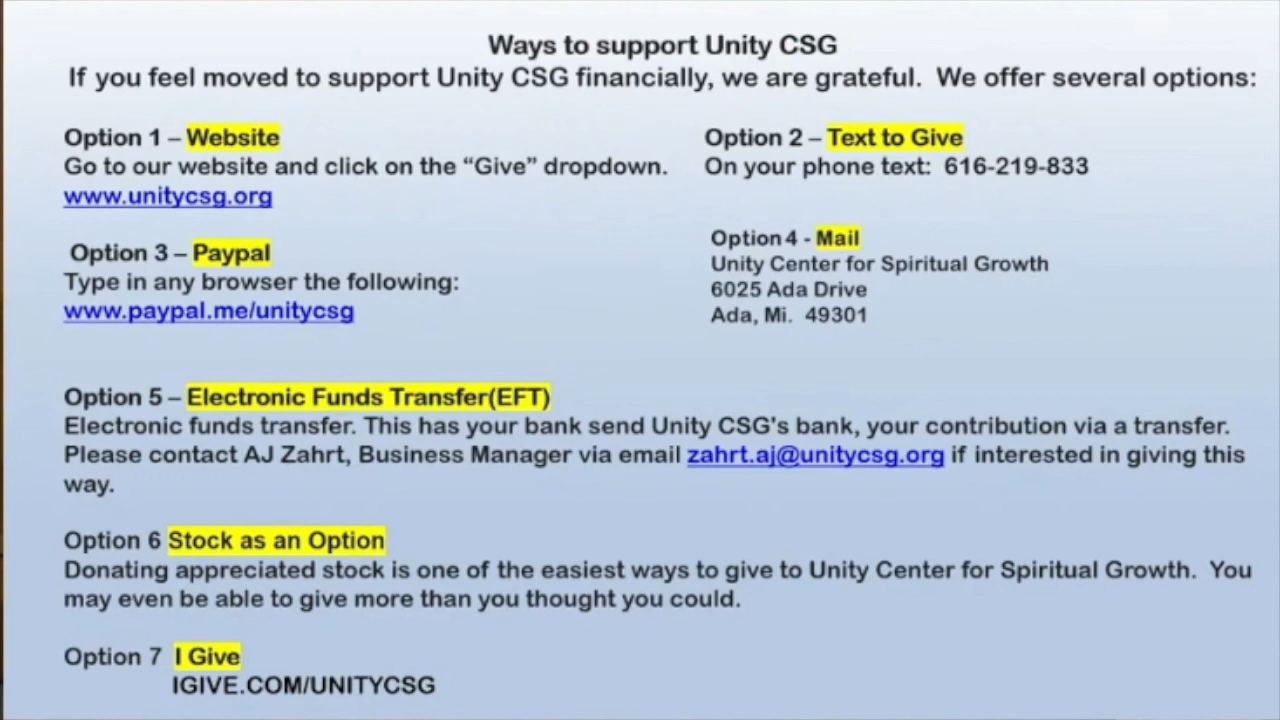 Ways to support Unity CSG
If you feel moved to support Unity CSG financially, we are grateful.  We offer several options:
Option 1 – Website
Go to our website and click on the “Give” dropdown.
www.unitycsg.org
Option 2 – Text to Give
On your phone text:  616-219-833
Option 3 – Paypal
Type in any browser the following:
www.paypal.me/unitycsg
Option 4 - Mail
Unity Center for Spiritual Growth
6025 Ada Drive
Ada, Mi.  49301
Option 5 – Electronic Funds Transfer(EFT)
Electronic funds transfer. This has your bank send Unity CSG's bank, your contribution via a transfer.
Please contact AJ Zahrt, Business Manager via email zahrt.aj@unitycsg.org if interested in giving this
way.
Option 6 Stock as an Option
Donating appreciated stock is one of the easiest ways to give to Unity Center for Spiritual Growth.  You
may even be able to give more than you thought you could.
Option 7  I Give
IGIVE.COM/UNITYCSG